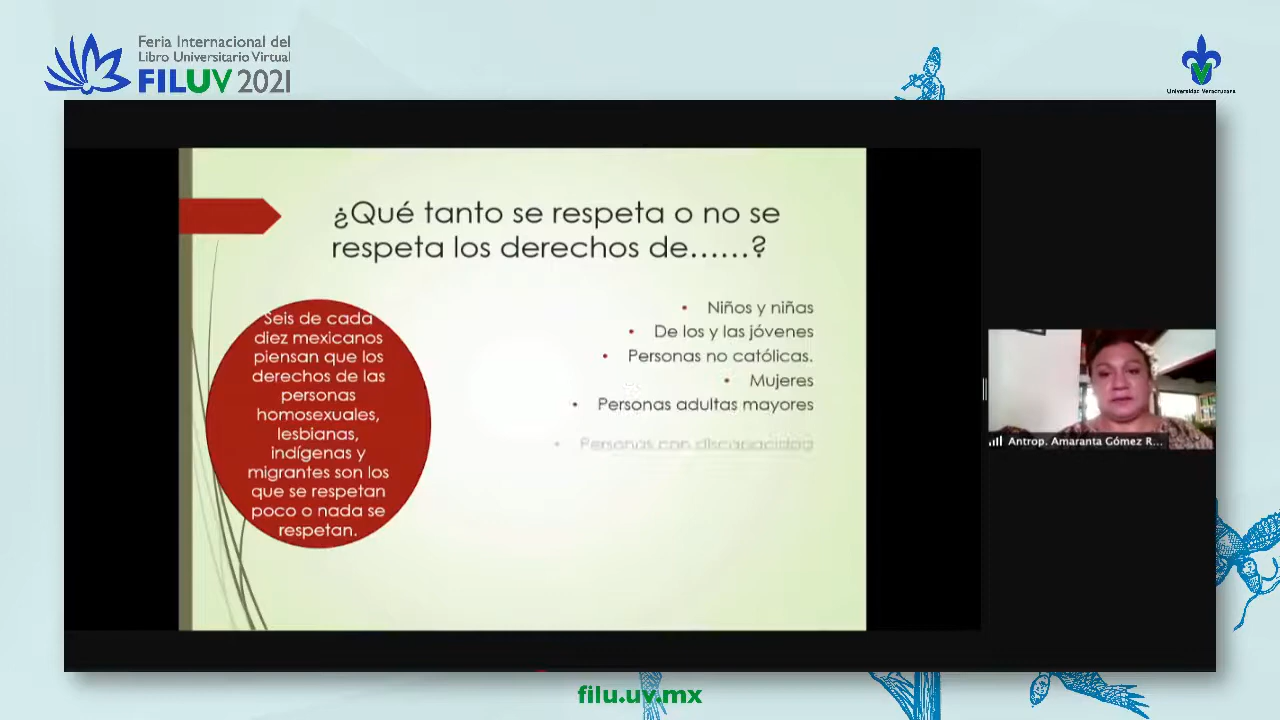 Feria Internacional del
Libro Universitario Virtual
FILUV 2021
Universidad Veracruzana
¿Qué tanto se respeta o no se
respeta los derechos de......?
Seis de cada
diez mexicanos
piensan que los
derechos de las
personas
homosexuales,
lesbianas,
indígenas y
migrantes son los
que se respetan
poco o nada se
respetan.
• Niños y niñas
• De los y las jóvenes
• Personas no católicas.
• Mujeres
• Personas adultas mayores
• Personas con discapacidad
Antrop. Amaranta Gómez R...
filu.uv.mx